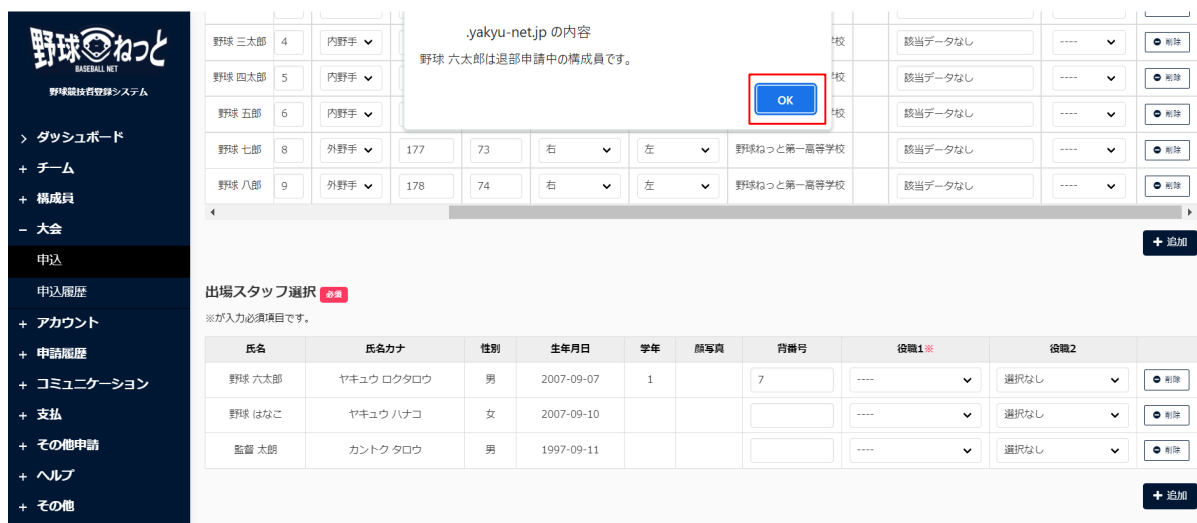 野球ねっと
BASEBALL NET
野球競技者登録システム
> ダッシュボード
+ チーム
+ 構成員
− 大会
申込
申込履歴
+ アカウント
+ 申請履歴
+ コミュニケーション
+ 支払
+ その他申請
+ ヘルプ
+ その他
.yakyu-net.jp の内容
野球 六太郎は退部申請中の構成員です。
OK
野球 三太郎 4 内野手 校 該当データなし ---- 削除
野球 四太郎 5 内野手 校 該当データなし ---- 削除
野球 五郎 6 内野手 校 該当データなし ---- 削除
野球 七郎 8 外野手 177 73 右 左 野球ねっと第一高等学校 該当データなし ---- 削除
野球 八郎 9 外野手 178 74 右 左 野球ねっと第一高等学校 該当データなし ---- 削除
+ 追加
出場スタッフ選択 必須
※が入力必須項目です。
氏名 氏名カナ 性別 生年月日 学年 顔写真 背番号 役職1※ 役職2
野球 六太郎 ヤキュウ ロクタロウ 男 2007-09-07 1 7 ---- 選択なし 削除
野球 はなこ ヤキュウ ハナコ 女 2007-09-10 ---- 選択なし 削除
監督 太朗 カントク タロウ 男 1997-09-11 ---- 選択なし 削除
+ 追加